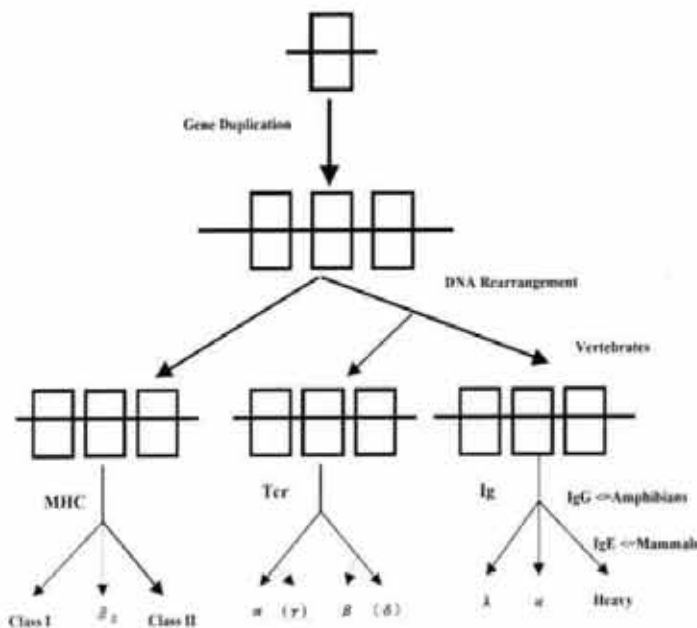 Gene Duplication
DNA Rearrangement
Vertebrates
MHC
Tcr
Ig
IgG <=Amphibians
IgE <=Mammals
Class I
Class II
α (γ) β (δ)
λ κ Heavy